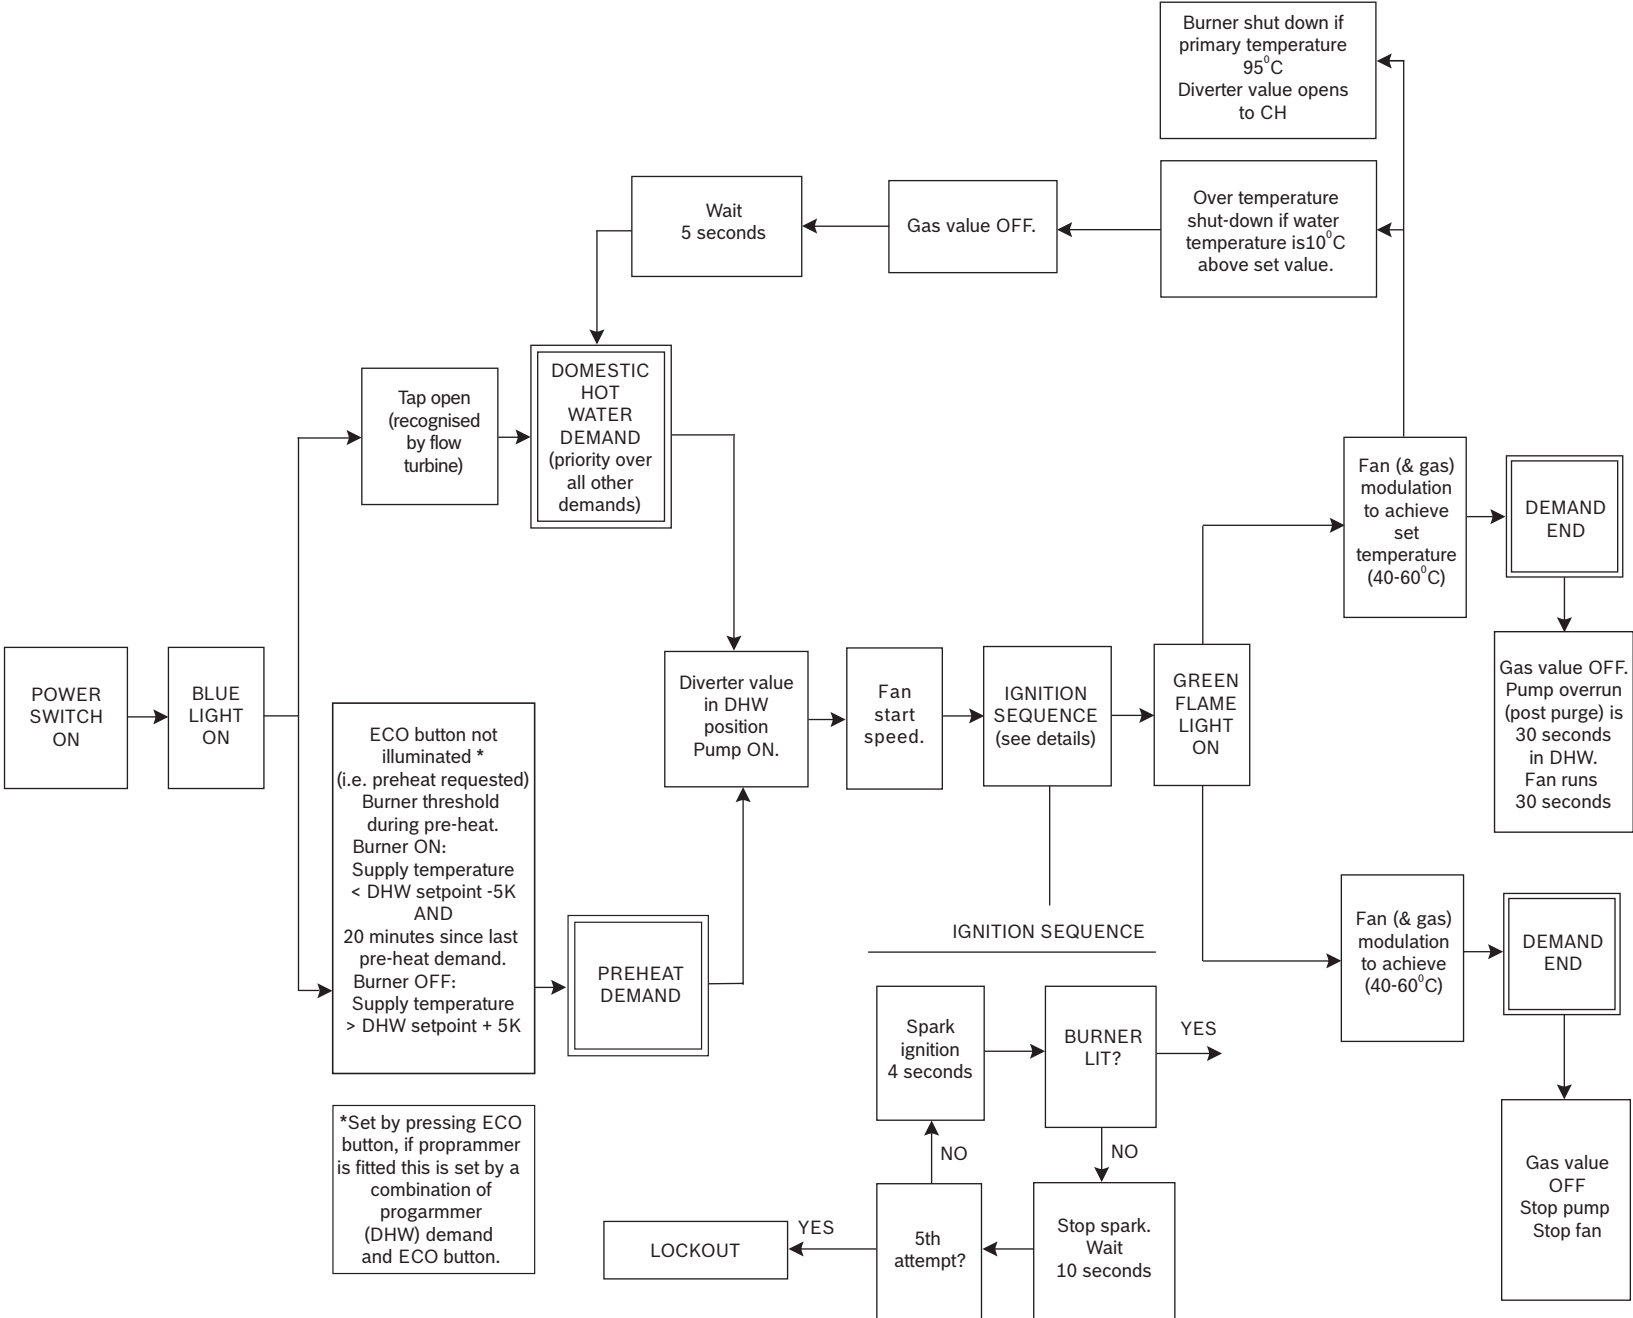 Burner shut down if
primary temperature
95⁰C
Diverter value opens
to CH
Wait
5 seconds
Gas value OFF.
Over temperature
shut-down if water
temperature is10⁰C
above set value.
Tap open
(recognised
by flow
turbine)
DOMESTIC
HOT
WATER
DEMAND
(priority over
all other
demands)
Fan (& gas)
modulation
to achieve
set
temperature
(40-60⁰C)
DEMAND
END
POWER
SWITCH
ON
BLUE
LIGHT
ON
ECO button not
illuminated *
(i.e. preheat requested)
Burner threshold
during pre-heat.
Burner ON:
Supply temperature
< DHW setpoint -5K
AND
20 minutes since last
pre-heat demand.
Burner OFF:
Supply temperature
> DHW setpoint + 5K
PREHEAT
DEMAND
Diverter value
in DHW
position
Pump ON.
Fan
start
speed.
IGNITION
SEQUENCE
(see details)
GREEN
FLAME
LIGHT
ON
Gas value OFF.
Pump overrun
(post purge) is
30 seconds
in DHW.
Fan runs
30 seconds
Fan (& gas)
modulation
to achieve
(40-60⁰C)
DEMAND
END
Gas value
OFF
Stop pump
Stop fan
IGNITION SEQUENCE
Spark
ignition
4 seconds
BURNER
LIT?
YES
NO
NO
Stop spark.
Wait
10 seconds
5th
attempt?
YES
LOCKOUT
*Set by pressing ECO
button, if proprammer
is fitted this is set by a
combination of
progarmmer
(DHW) demand
and ECO button.